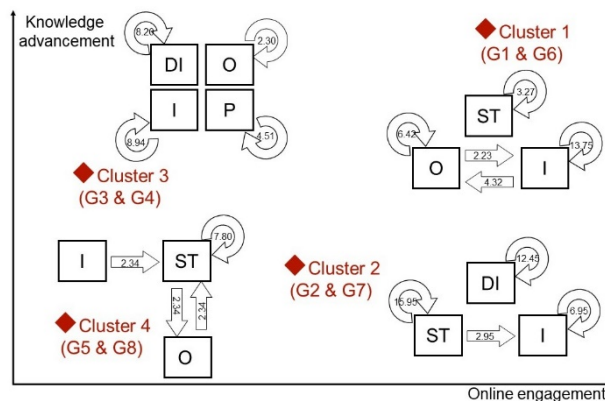 Knowledge
advancement
8.20
2.30
DI
O
I
P
8.94
4.51
Cluster 3
(G3 & G4)
Cluster 1
(G1 & G6)
3.27
ST
6.42
13.75
O
2.23
4.32
I
7.80
I
2.34
ST
2.34
2.34
Cluster 4
(G5 & G8)
O
Cluster 2
(G2 & G7)
12.45
DI
15.95
6.95
ST
2.95
I
Online engagement